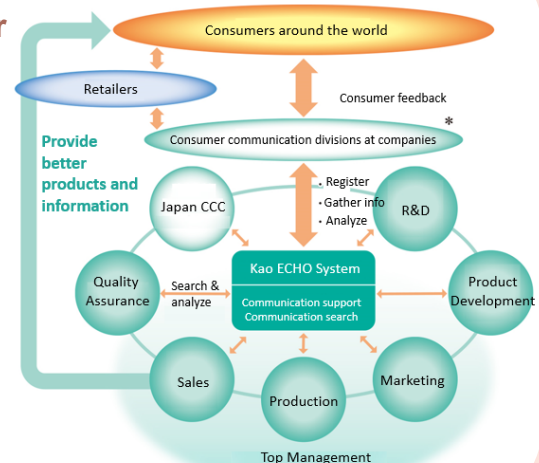 r
Consumers around the world
Retailers
Consumer feedback
*
Consumer communication divisions at companies
Provide
better
products and
information
・Register
・Gather info
・Analyze
Japan CCC
R&D
Kao ECHO System
Communication support
Communication search
Quality
Assurance
Search &
analyze
Product
Development
Sales
Production
Marketing
Top Management